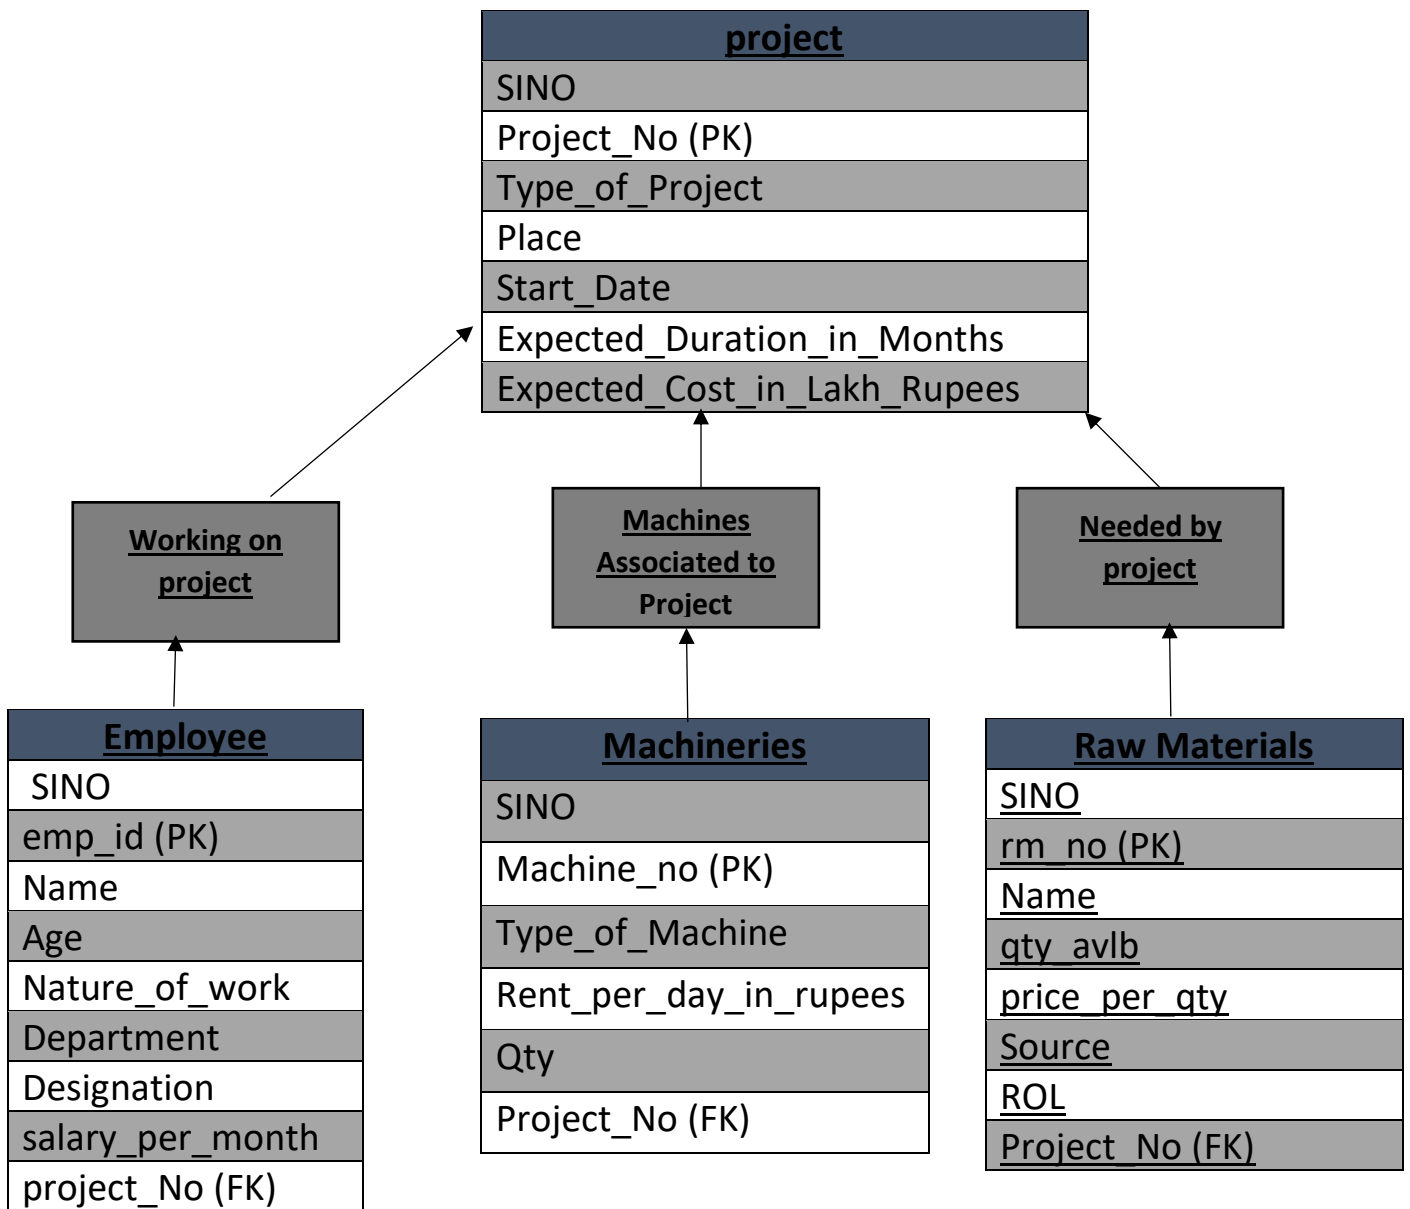 project
SINO
Project_No (PK)
Type_of_Project
Place
Start_Date
Expected_Duration_in_Months
Expected_Cost_in_Lakh_Rupees
Working on
project
Machines
Associated to
Project
Needed by
project
Employee
SINO
emp_id (PK)
Name
Age
Nature_of_work
Department
Designation
salary_per_month
project_No (FK)
Machineries
SINO
Machine_no (PK)
Type_of_Machine
Rent_per_day_in_rupees
Qty
Project_No (FK)
Raw Materials
SINO
rm_no (PK)
Name
qty_avlb
price_per_qty
Source
ROL
Project_No (FK)